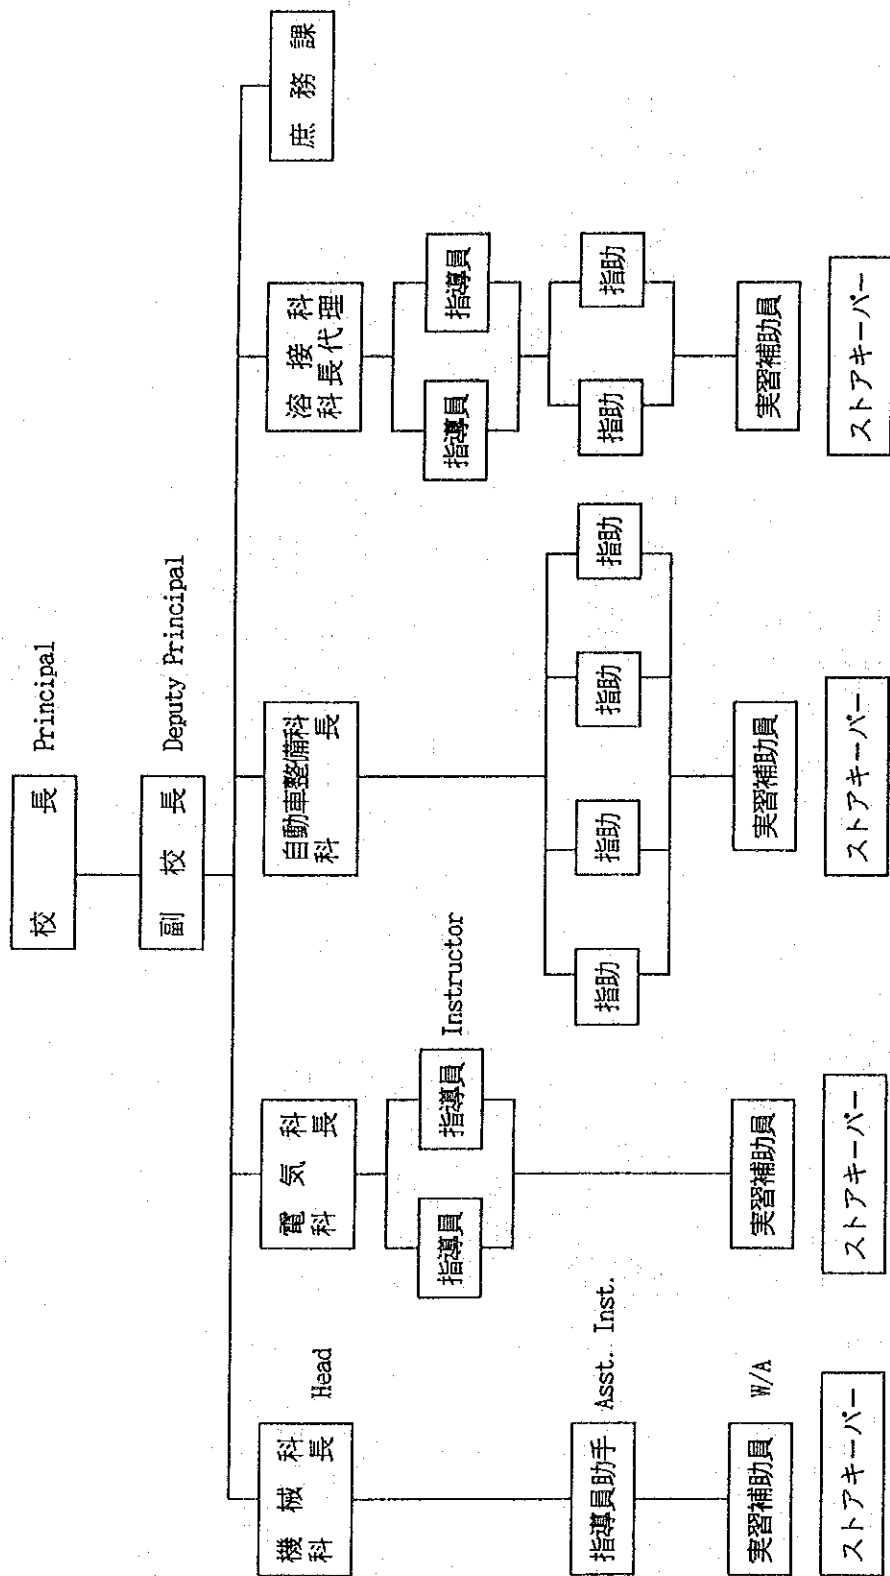 校長 Principal
副校長 Deputy Principal
機械科
科長
Head
電気科
科長
自動車整備科
科長
溶接科
科長代理
庶務課
指導員
指導員
Instructor
指導員
指導員
指導員助手
Asst. Inst.
指助
指助
指助
指助
指助
指助
実習補助員
W/A
実習補助員
実習補助員
実習補助員
ストアキーパー
ストアキーパー
ストアキーパー
ストアキーパー